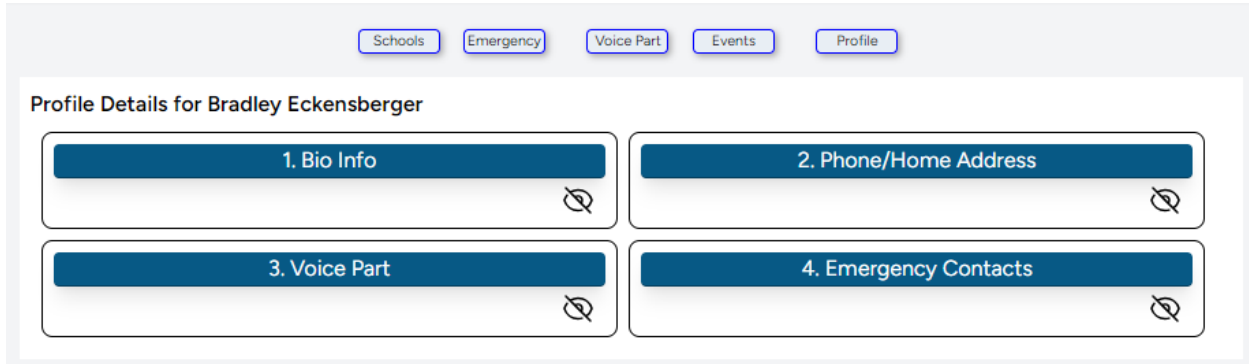 Schools Emergency Voice Part Events Profile
Profile Details for Bradley Eckensberger
1. Bio Info
2. Phone/Home Address
3. Voice Part
4. Emergency Contacts